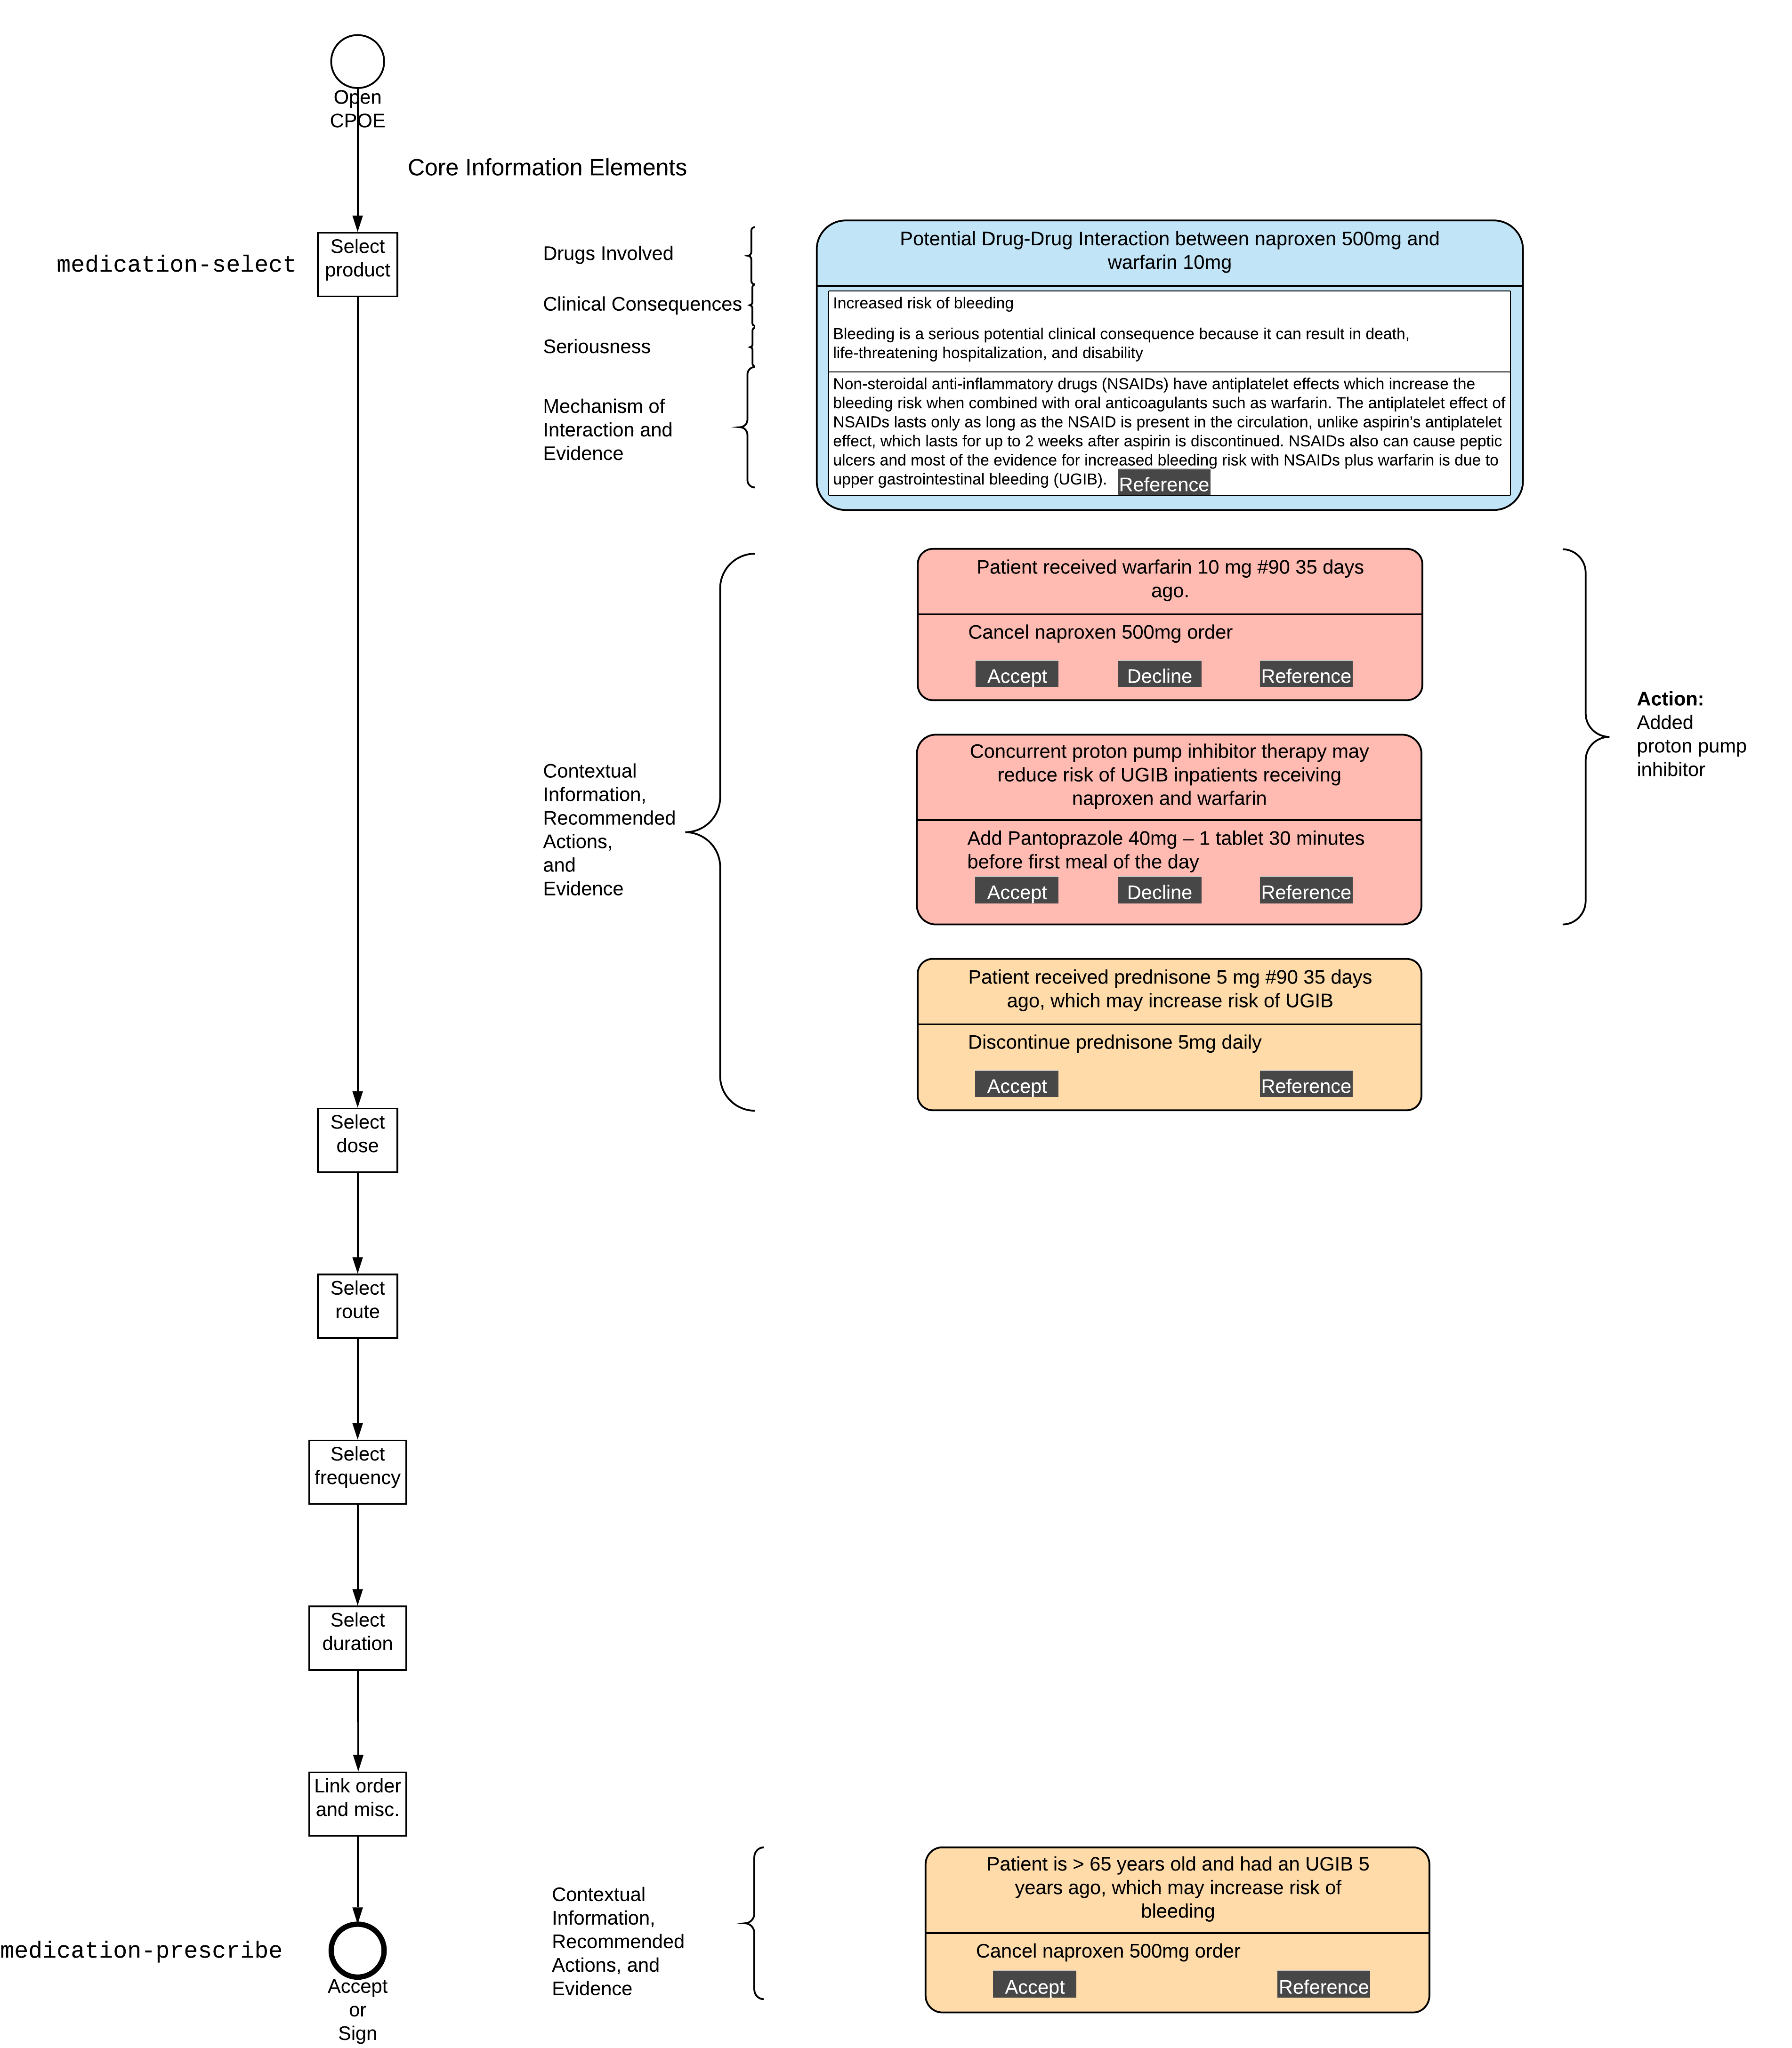 Open
CPOE
Core Information Elements
medication-select
Select
product
Drugs Involved
Clinical Consequences
Seriousness
Mechanism of
Interaction and
Evidence
Potential Drug-Drug Interaction between naproxen 500mg and
warfarin 10mg
Increased risk of bleeding
Bleeding is a serious potential clinical consequence because it can result in death,
life-threatening hospitalization, and disability
Non-steroidal anti-inflammatory drugs (NSAIDs) have antiplatelet effects which increase the
bleeding risk when combined with oral anticoagulants such as warfarin. The antiplatelet effect of
NSAIDs lasts only as long as the NSAID is present in the circulation, unlike aspirin's antiplatelet
effect, which lasts for up to 2 weeks after aspirin is discontinued. NSAIDs also can cause peptic
ulcers and most of the evidence for increased bleeding risk with NSAIDs plus warfarin is due to
upper gastrointestinal bleeding (UGIB). Reference
Contextual
Information,
Recommended
Actions,
and
Evidence
Patient received warfarin 10 mg #90 35 days
ago.
Cancel naproxen 500mg order
Accept Decline Reference
Concurrent proton pump inhibitor therapy may
reduce risk of UGIB inpatients receiving
naproxen and warfarin
Add Pantoprazole 40mg – 1 tablet 30 minutes
before first meal of the day
Accept Decline Reference
Action:
Added
proton pump
inhibitor
Patient received prednisone 5 mg #90 35 days
ago, which may increase risk of UGIB
Discontinue prednisone 5mg daily
Accept Reference
Select
dose
Select
route
Select
frequency
Select
duration
Link order
and misc.
medication-prescribe
Accept
or
Sign
Contextual
Information,
Recommended
Actions, and
Evidence
Patient is > 65 years old and had an UGIB 5
years ago, which may increase risk of
bleeding
Cancel naproxen 500mg order
Accept Reference